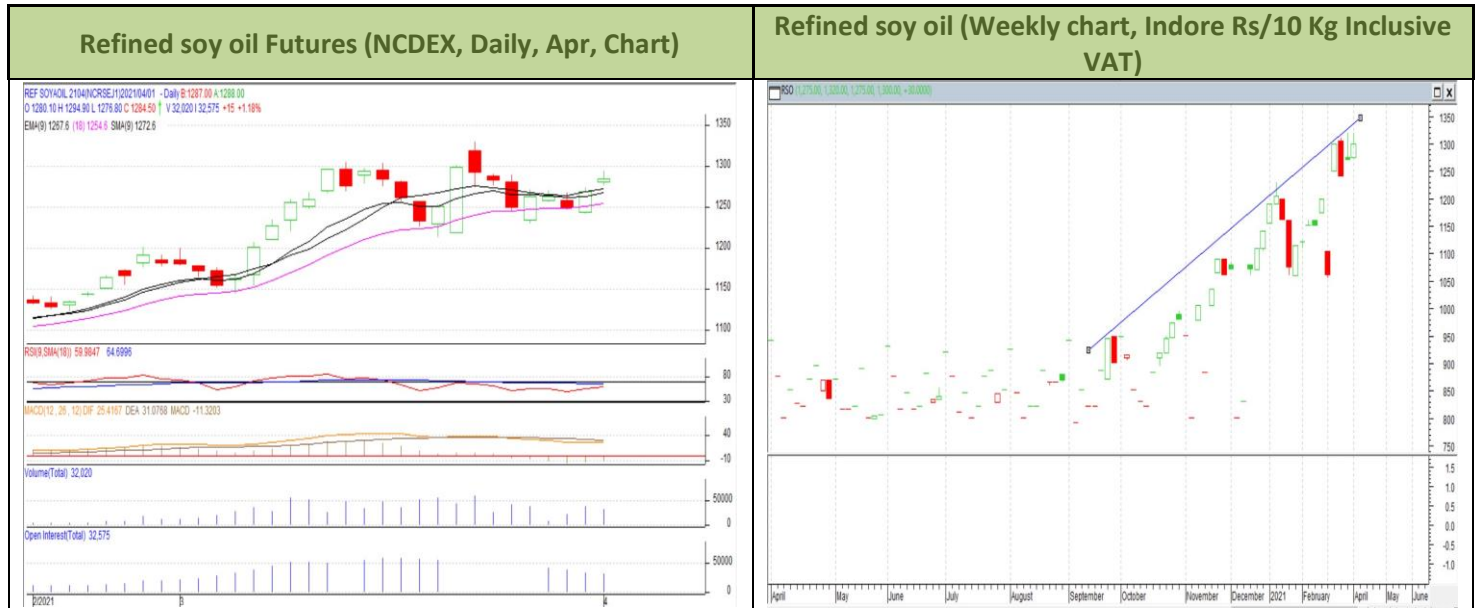 Refined soy oil Futures (NCDEX, Daily, Apr, Chart)
Refined soy oil (Weekly chart, Indore Rs/10 Kg Inclusive
VAT)
REF SOYAOIL 2104(NCRSEJ1)2021/04/01 - Daily B:1287.00 A:1288.00
O 1280.10 H 1294.90 L 1276.80 C 1284.50 ↑ V 32,020 I 32,575 +15 +1.18%
EMA(9) 1267.6 (18) 1254.6 SMA(9) 1272.6
1350
1300
1250
1200
1150
1100
RSI(9,SMA(18)) 59.9847 64.6996
80
30
MACD(12 , 26 , 12) DIF 25.4167 DEA 31.0768 MACD -11.3203
40
-10
Volume(Total) 32,020
50000
0
Open Interest(Total) 32,575
50000
0
2/2021 3 4
RSO (1,275.00, 1,320.00, 1,275.00, 1,300.00, +30.0000)
1350
1300
1250
1200
1150
1100
1050
1000
950
900
850
800
750
1.5
1.0
0.5
0.0
-0.5
-1.0
April May June July August September October November December 2021 February April May June